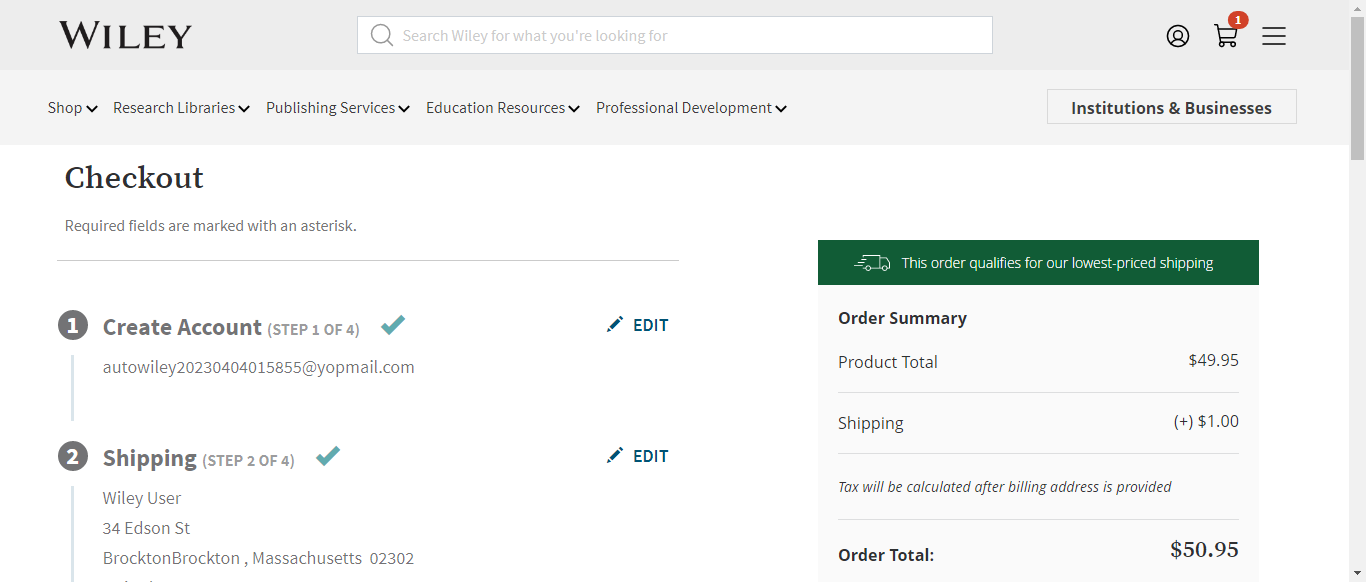 WILEY
Search Wiley for what you're looking for
1
Shop
Research Libraries
Publishing Services
Education Resources
Professional Development
Institutions & Businesses
Checkout
Required fields are marked with an asterisk.
1 Create Account (STEP 1 OF 4)
EDIT
autowiley20230404015855@yopmail.com
2 Shipping (STEP 2 OF 4)
EDIT
Wiley User
34 Edson St
BrocktonBrockton , Massachusetts 02302
This order qualifies for our lowest-priced shipping
Order Summary
Product Total $49.95
Shipping (+) $1.00
Tax will be calculated after billing address is provided
Order Total: $50.95